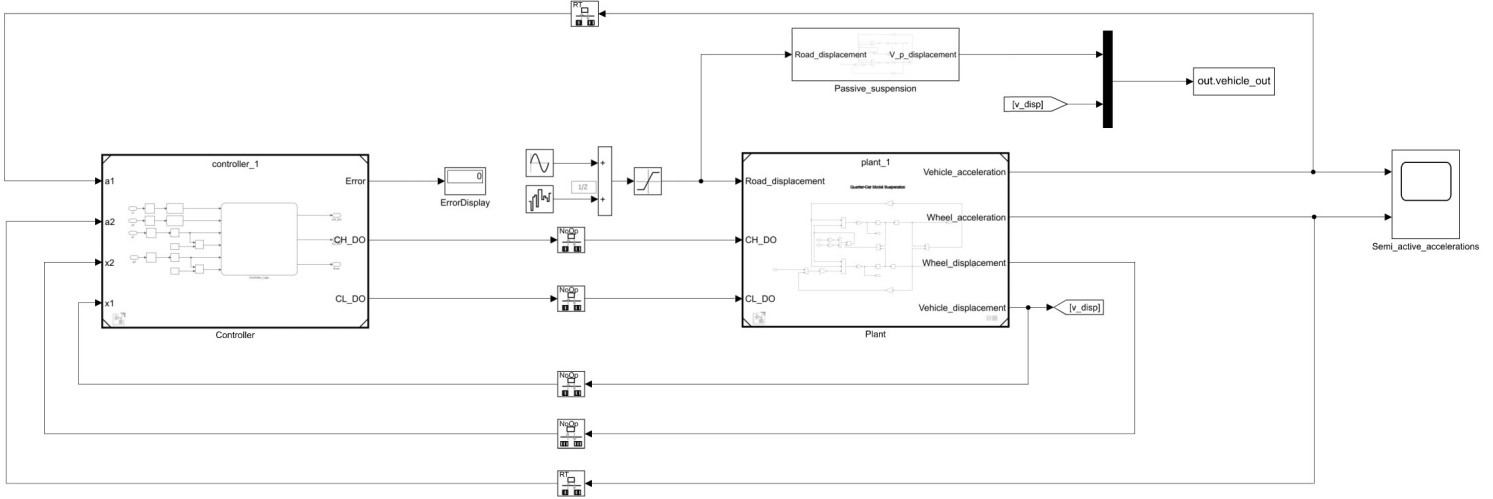 RT
Road_displacement
V_p_displacement
Passive_suspension
[v_disp]
out.vehicle_out
controller_1
a1
a2
x2
x1
Error
CH_DO
CL_DO
Controller
0
ErrorDisplay
+
+
1/2
NoOp
NoOp
plant_1
Quarter-Car Model Suspension
Road_displacement
CH_DO
CL_DO
Vehicle_acceleration
Wheel_acceleration
Wheel_displacement
Vehicle_displacement
Plant
[v_disp]
Semi_active_accelerations
NoOp
NoOp
RT